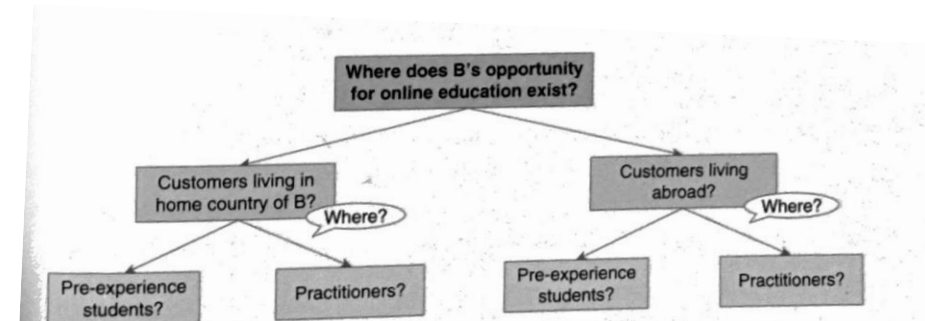 Where does B's opportunity
for online education exist?
Customers living in
home country of B?
Where?
Customers living
abroad?
Where?
Pre-experience
students?
Practitioners?
Pre-experience
students?
Practitioners?